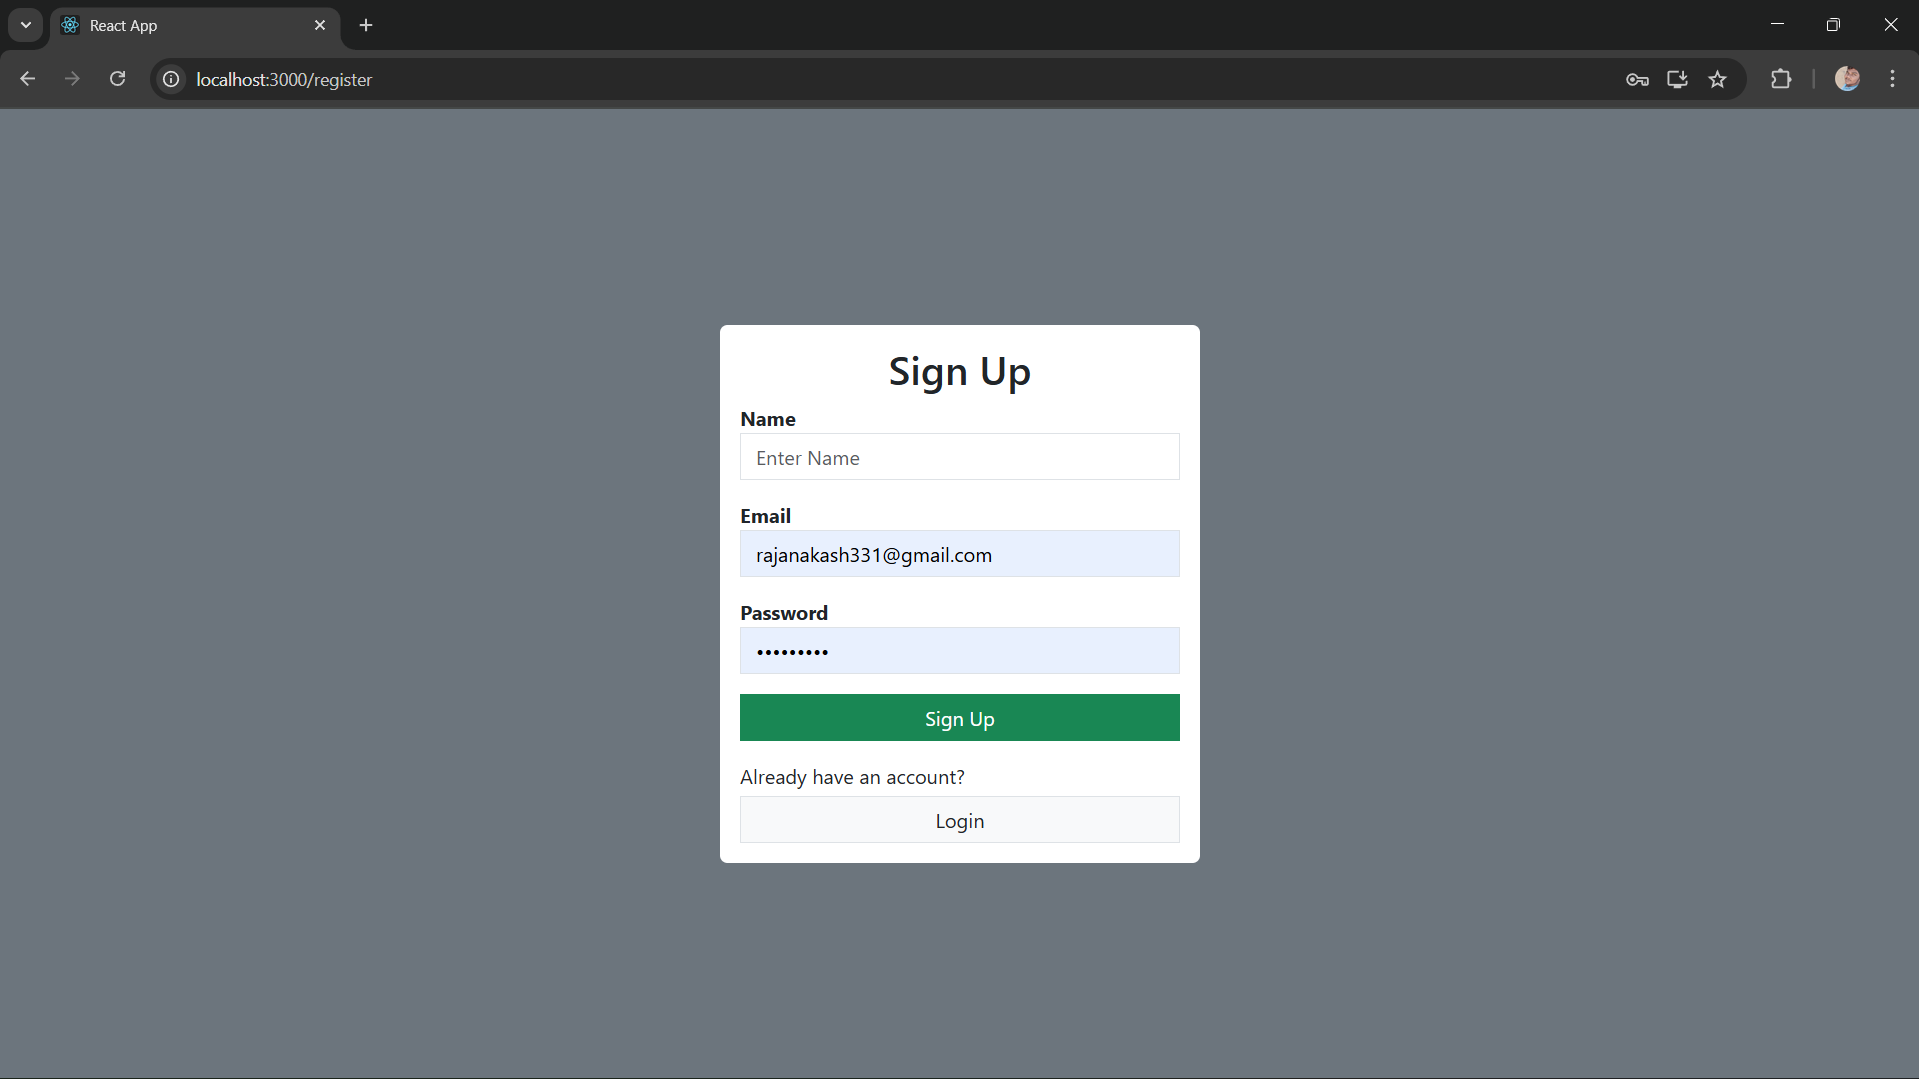 React App
localhost:3000/register
Sign Up
Name
Enter Name
Email
rajanakash331@gmail.com
Password
•••••••••
Sign Up
Already have an account?
Login